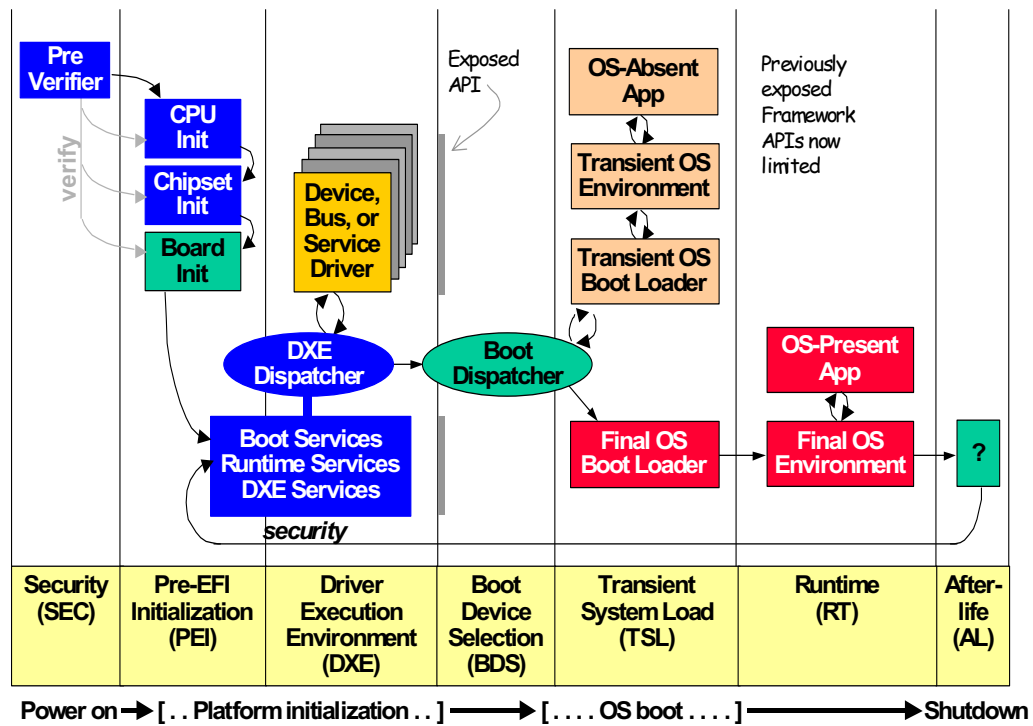 Pre
Verifier
verify
CPU
Init
Chipset
Init
Board
Init
Device,
Bus, or
Service
Driver
Exposed
API
OS-Absent
App
Transient OS
Environment
Transient OS
Boot Loader
Previously
exposed
Framework
APIs now
limited
DXE
Dispatcher
Boot
Dispatcher
OS-Present
App
Boot Services
Runtime Services
DXE Services
Final OS
Boot Loader
Final OS
Environment
?
security
Security
(SEC)
Pre-EFI
Initialization
(PEI)
Driver
Execution
Environment
(DXE)
Boot
Device
Selection
(BDS)
Transient
System Load
(TSL)
Runtime
(RT)
After-
life
(AL)
Power on → [ . . Platform initialization . . ] → [ . . . . OS boot . . . . ] → Shutdown